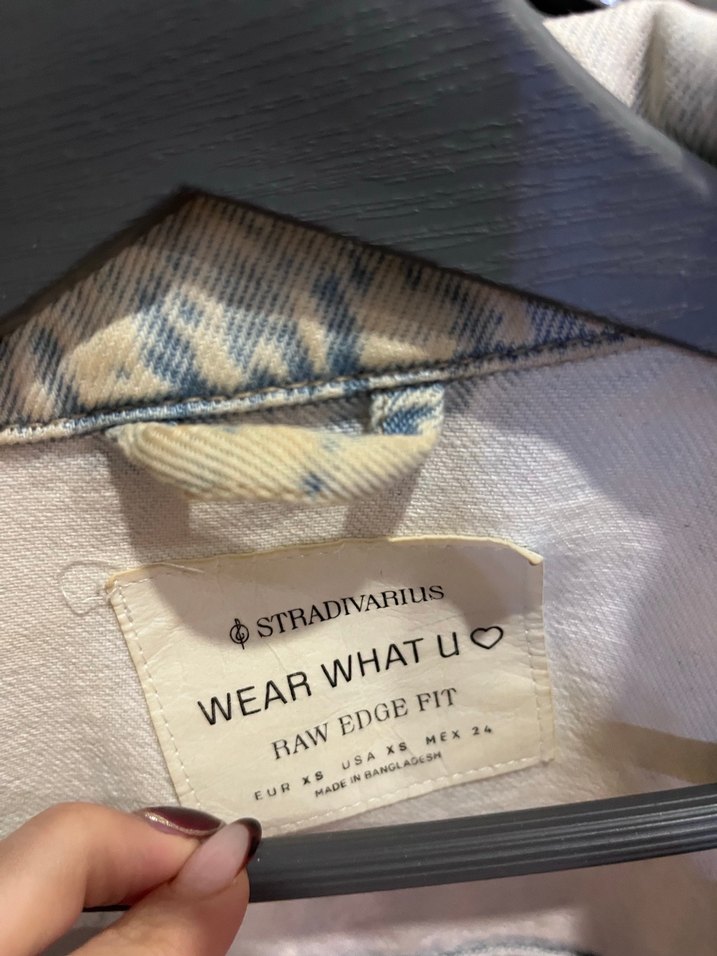 STRADIVARIUS
WEAR WHAT U ♡
RAW EDGE FIT
EUR XS USA XS MEX 24
MADE IN BANGLADESH